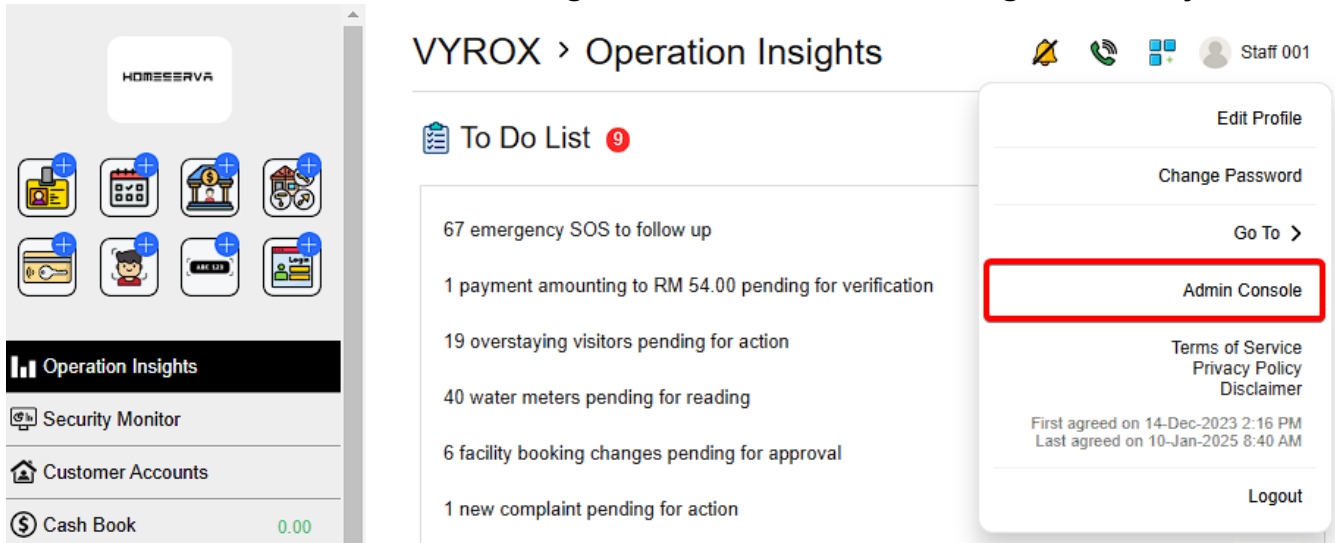 HOMESERVA
Operation Insights
Security Monitor
Customer Accounts
Cash Book 0.00
VYROX > Operation Insights
Staff 001
To Do List 9
67 emergency SOS to follow up
1 payment amounting to RM 54.00 pending for verification
19 overstaying visitors pending for action
40 water meters pending for reading
6 facility booking changes pending for approval
1 new complaint pending for action
Edit Profile
Change Password
Go To >
Admin Console
Terms of Service
Privacy Policy
Disclaimer
First agreed on 14-Dec-2023 2:16 PM
Last agreed on 10-Jan-2025 8:40 AM
Logout